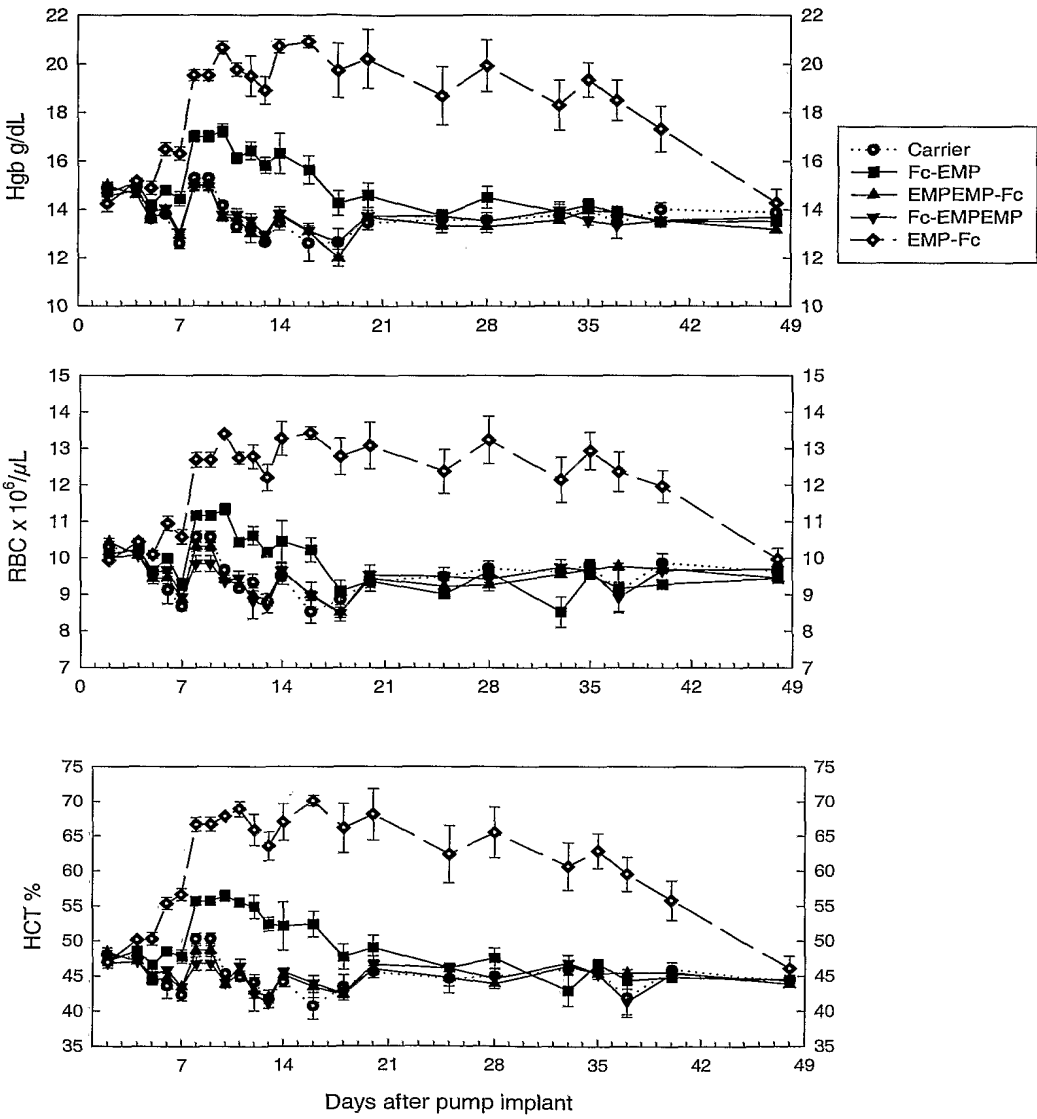 22 22
20 20
18 18
16 16
14 14
12 12
10 10
Hgb g/dL
0 7 14 21 28 35 42 49
Carrier
Fc-EMP
EMPEMP-Fc
Fc-EMPEMP
EMP-Fc
15 15
14 14
13 13
12 12
11 11
10 10
9 9
8 8
7 7
RBC x 10⁶/µL
0 7 14 21 28 35 42 49
75 75
70 70
65 65
60 60
55 55
50 50
45 45
40 40
35 35
HCT %
7 14 21 28 35 42 49
Days after pump implant